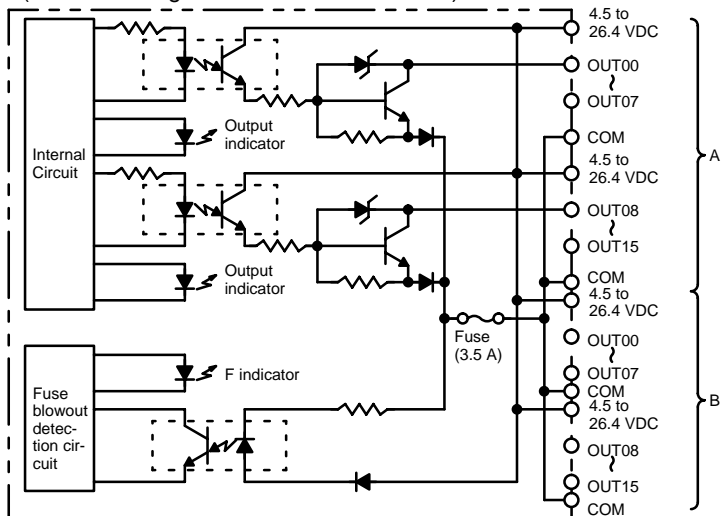 4.5 to
26.4 VDC
OUT00
OUT07
COM
4.5 to
26.4 VDC
OUT08
OUT15
COM
4.5 to
26.4 VDC
OUT00
OUT07
COM
4.5 to
26.4 VDC
OUT08
OUT15
COM
A
B
Internal
Circuit
Output
indicator
Output
indicator
Fuse
(3.5 A)
F indicator
Fuse
blowout
detec-
tion cir-
cuit